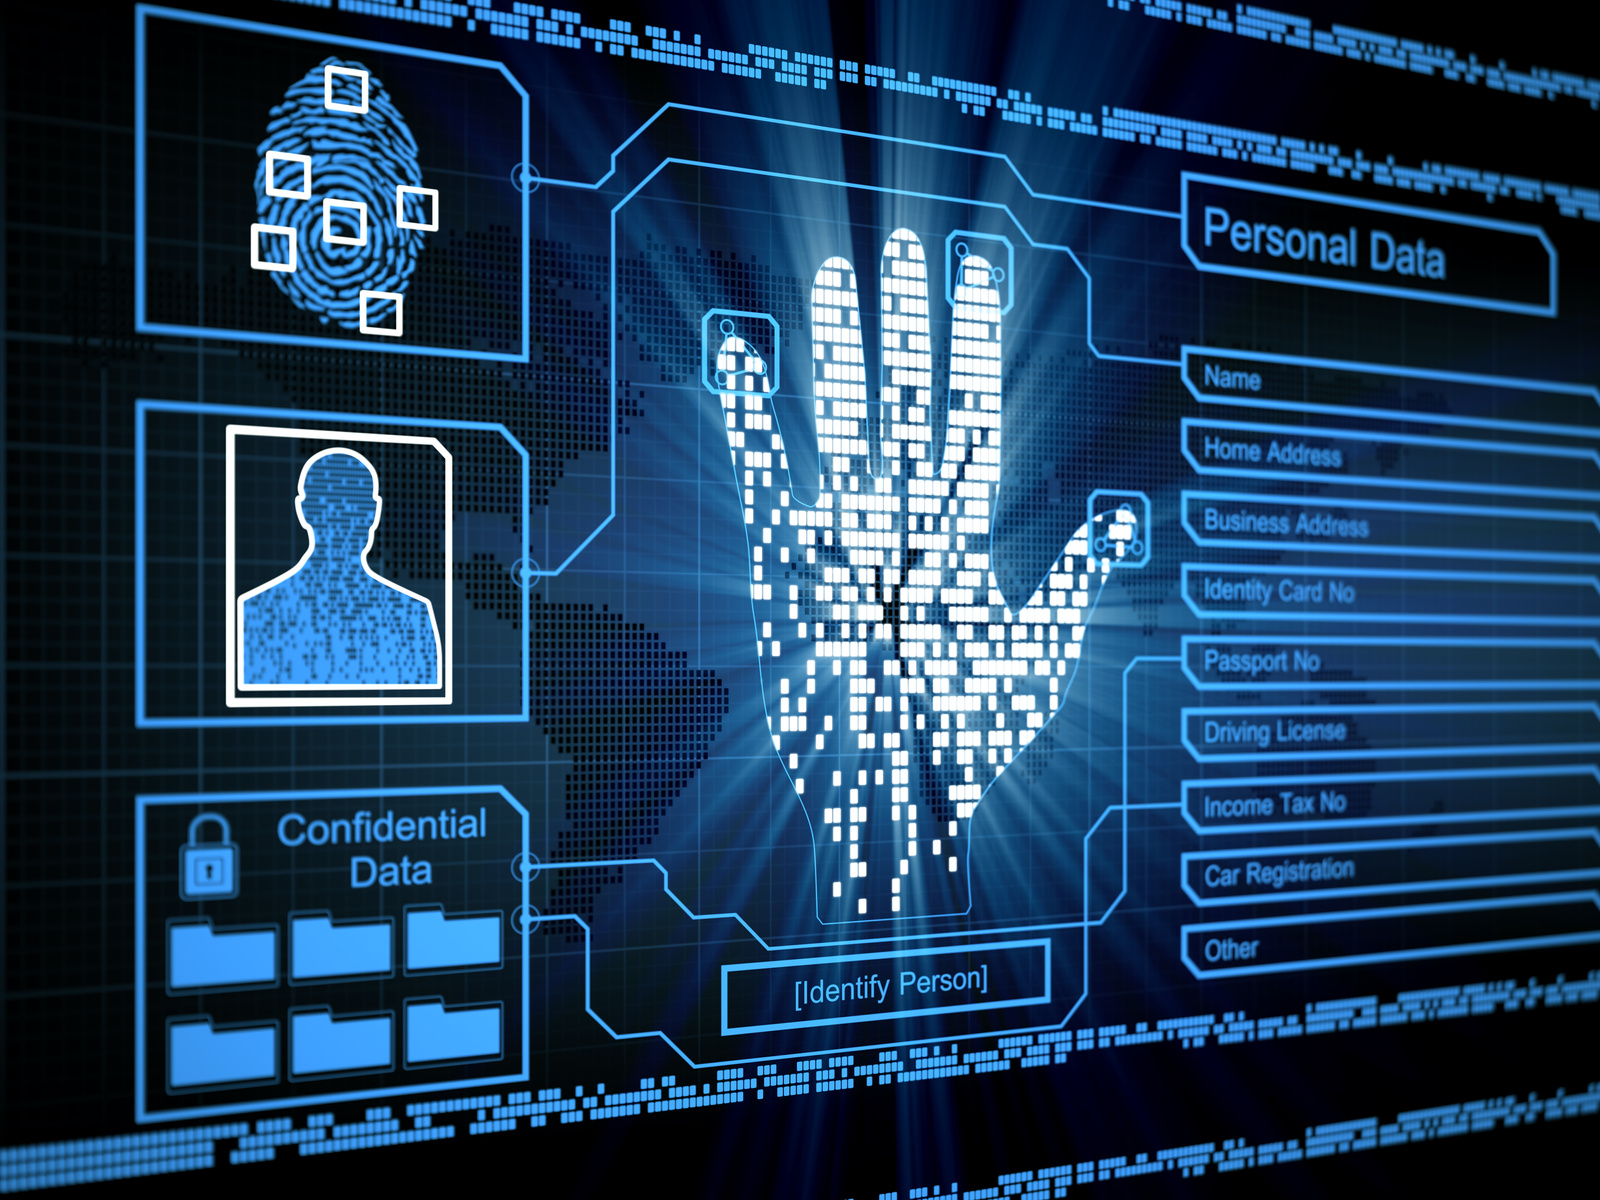 Personal Data
Name
Home Address
Business Address
Identity Card No
Passport No
Driving License
Income Tax No
Car Registration
Other
Confidential
Data
[Identify Person]